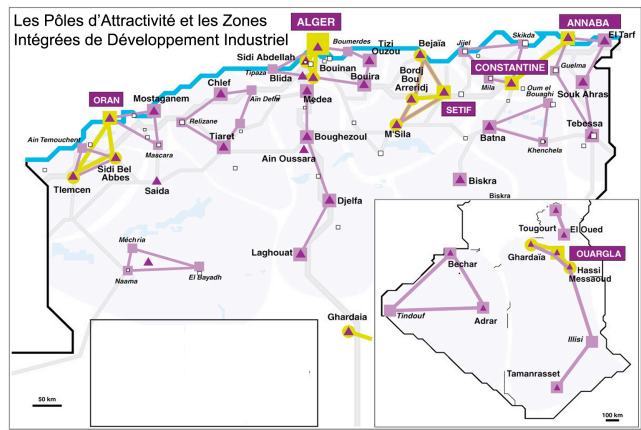 Les Pôles d'Attractivité et les Zones
Intégrées de Développement Industriel
ALGER
ANNABA
Boumerdes
Tizi
Ouzou
Bejaïa
Jijel
Skikda
El Tarf
Sidi Abdellah
Bouinan
Tipaza
Blida
Bouira
Bordj
Bou
Arreridj
CONSTANTINE
Guelma
Mila
Oum el
Bouaghi
Souk Ahras
Chlef
Ain Defla
Medea
SETIF
ORAN
Mostaganem
Relizane
Tiaret
Boughezoul
M'Sila
Batna
Khenchela
Tebessa
Ain Temouchent
Mascara
Sidi Bel
Abbes
Tlemcen
Saida
Ain Oussara
Biskra
Biskra
Djelfa
Laghouat
Méchria
Naama
El Bayadh
Ghardaia
Tougourt
El Oued
Ghardaïa
OUARGLA
Hassi
Messaoud
Bechar
Tindouf
Adrar
Illisi
Tamanrasset
50 km
100 km